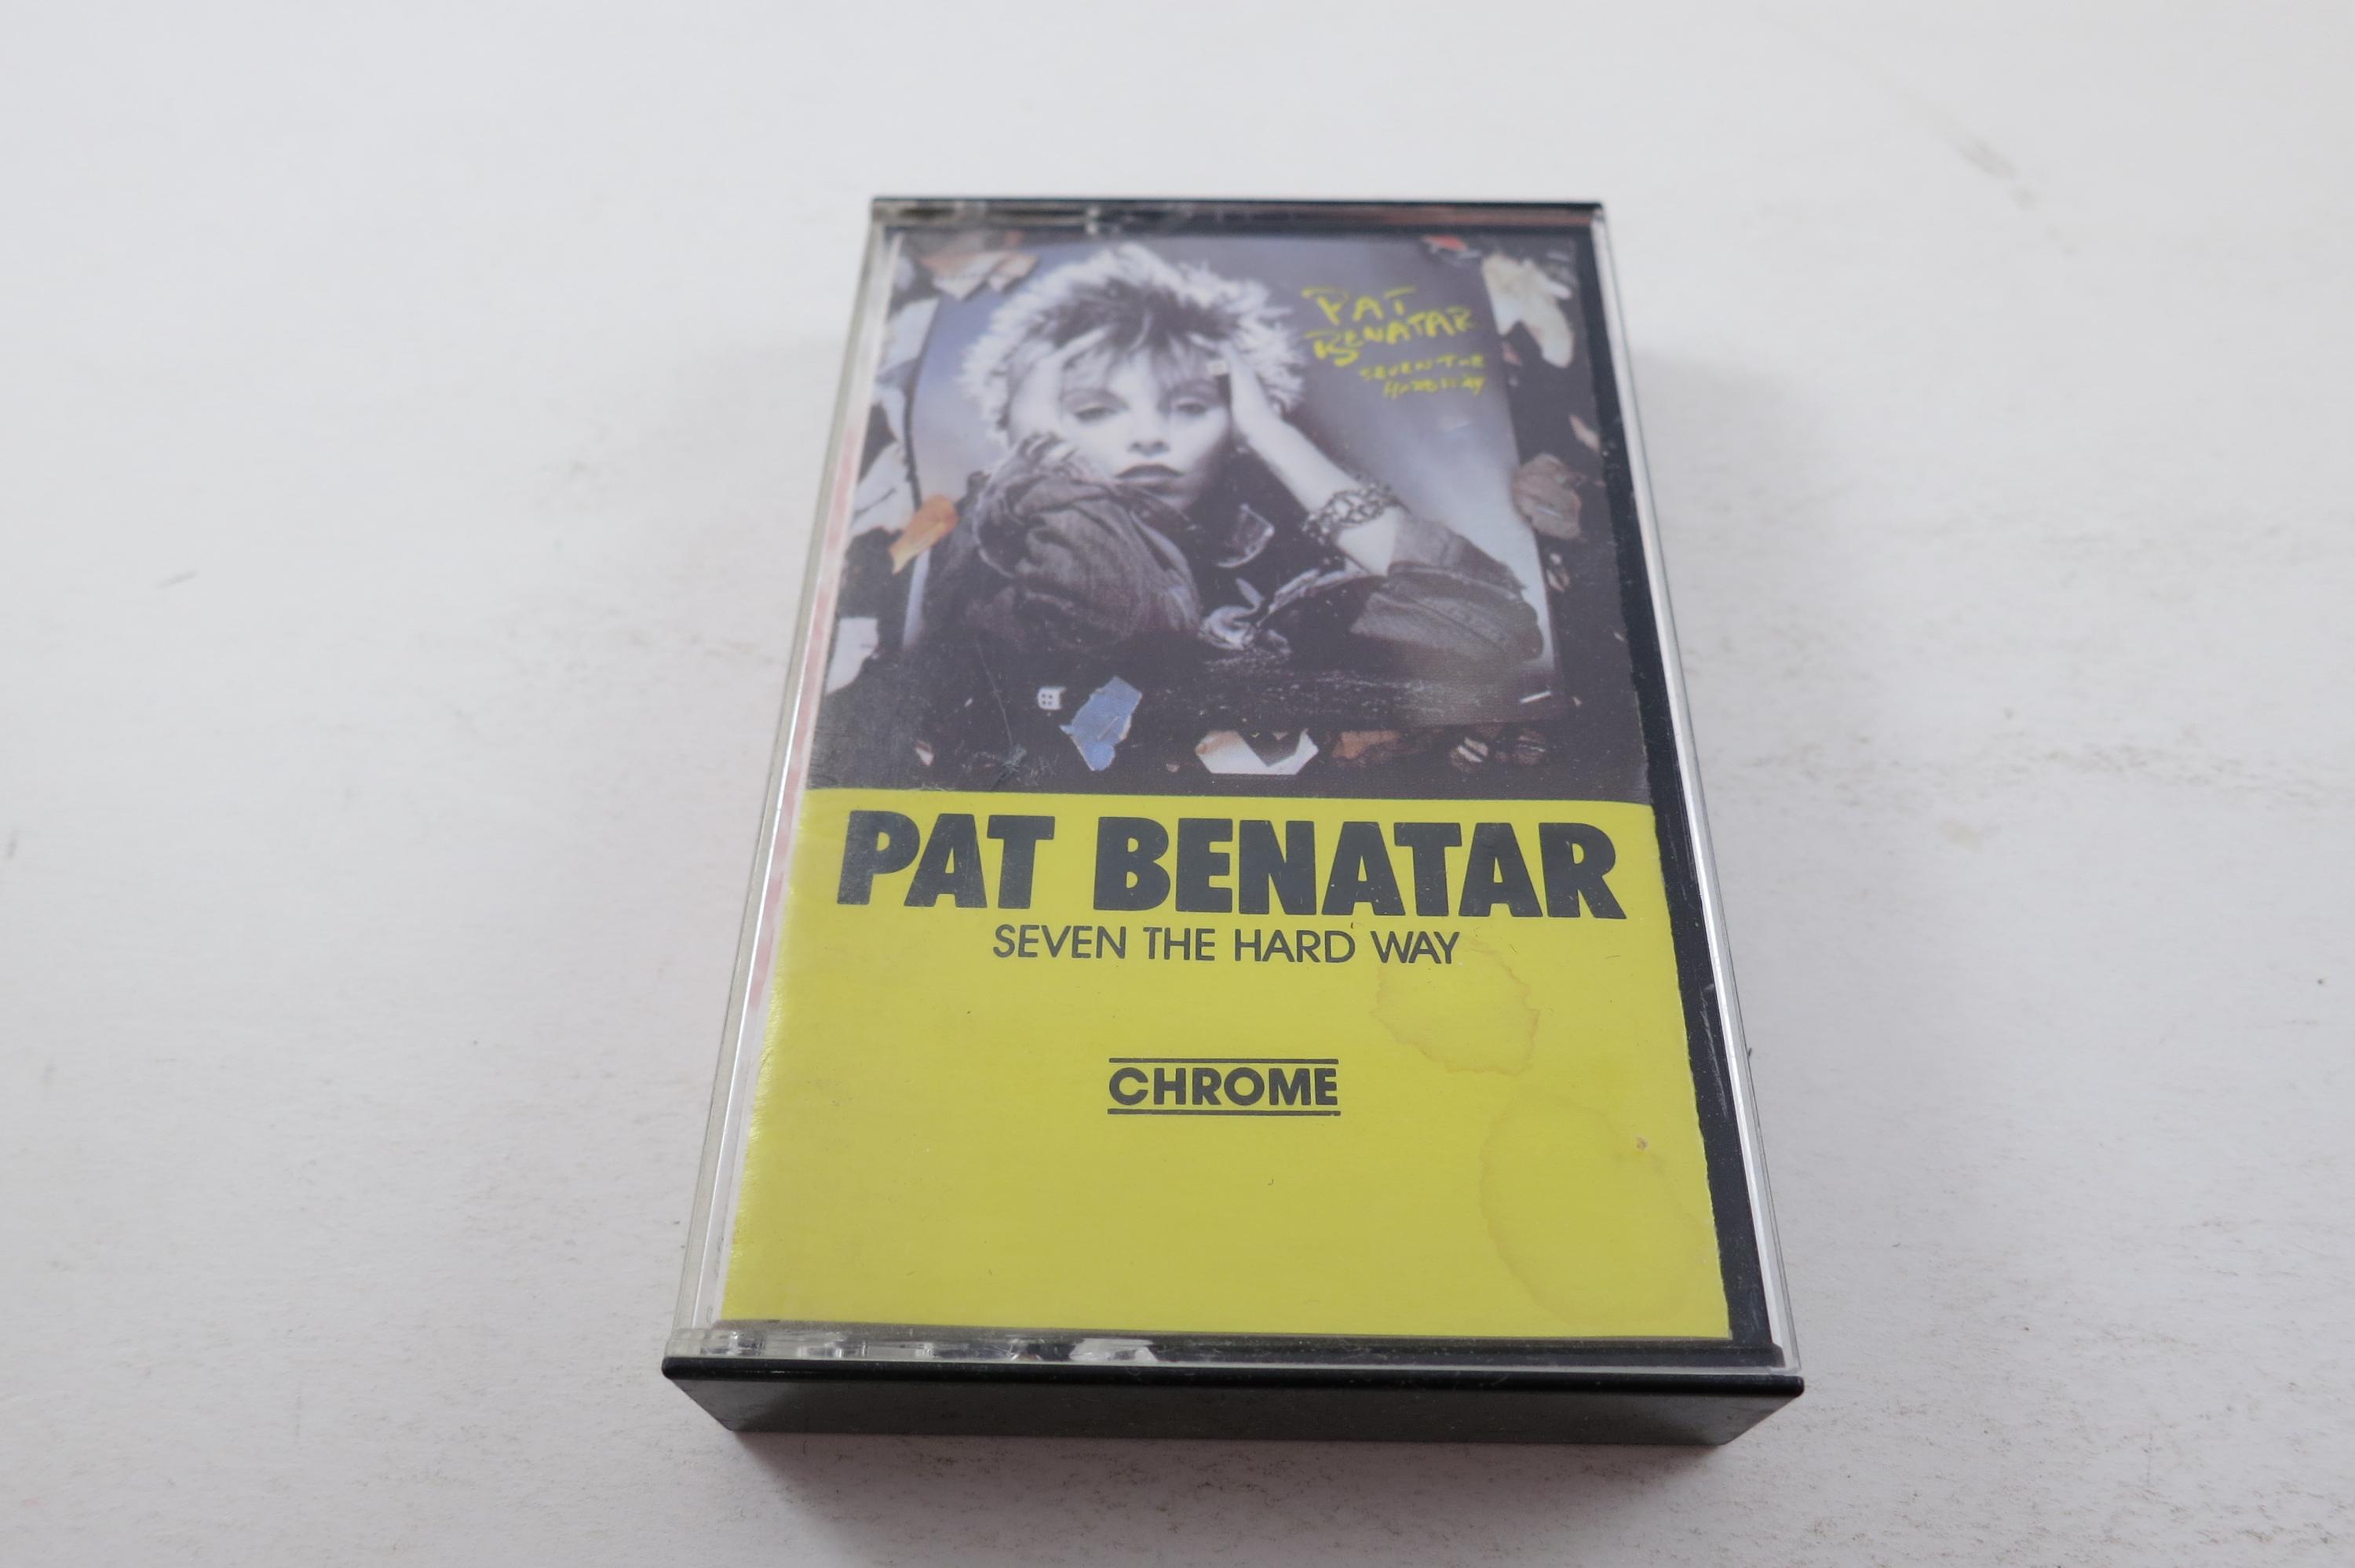 PAT
BENATAR
SEVEN THE
HARD WAY
PAT BENATAR
SEVEN THE HARD WAY
CHROME